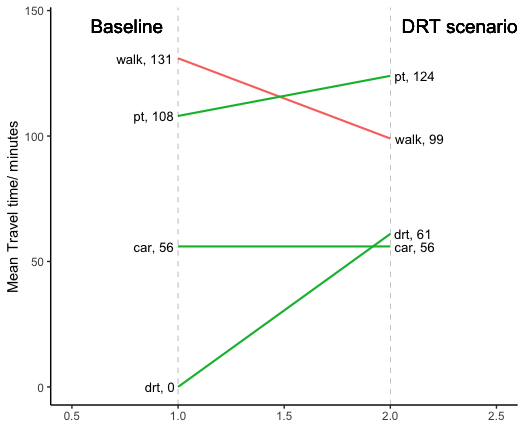 Baseline
DRT scenario
Mean Travel time/ minutes
150
100
50
0
walk, 131
pt, 108
car, 56
drt, 0
pt, 124
walk, 99
drt, 61
car, 56
0.5
1.0
1.5
2.0
2.5